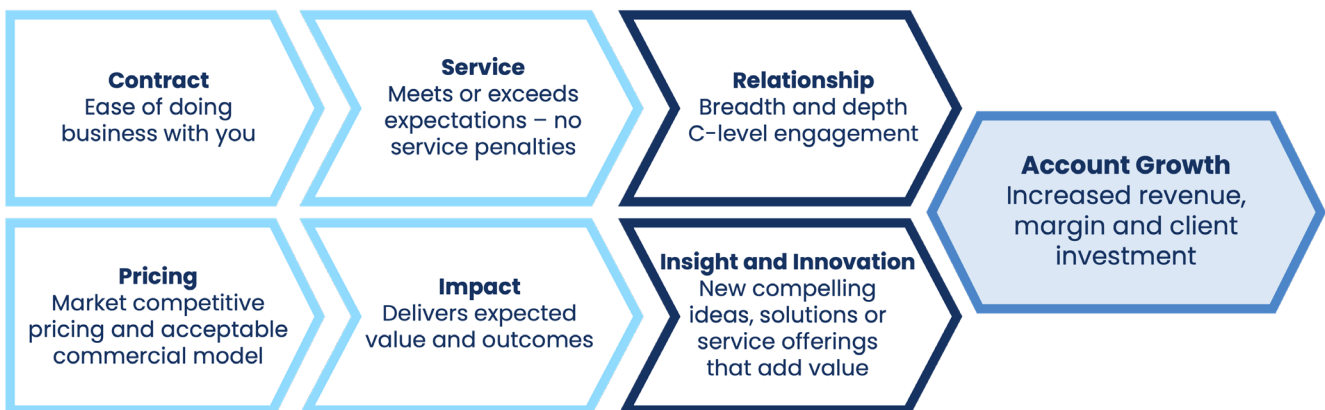 Contract
Ease of doing
business with you
Service
Meets or exceeds
expectations – no
service penalties
Relationship
Breadth and depth
C-level engagement
Pricing
Market competitive
pricing and acceptable
commercial model
Impact
Delivers expected
value and outcomes
Insight and Innovation
New compelling
ideas, solutions or
service offerings
that add value
Account Growth
Increased revenue,
margin and client
investment